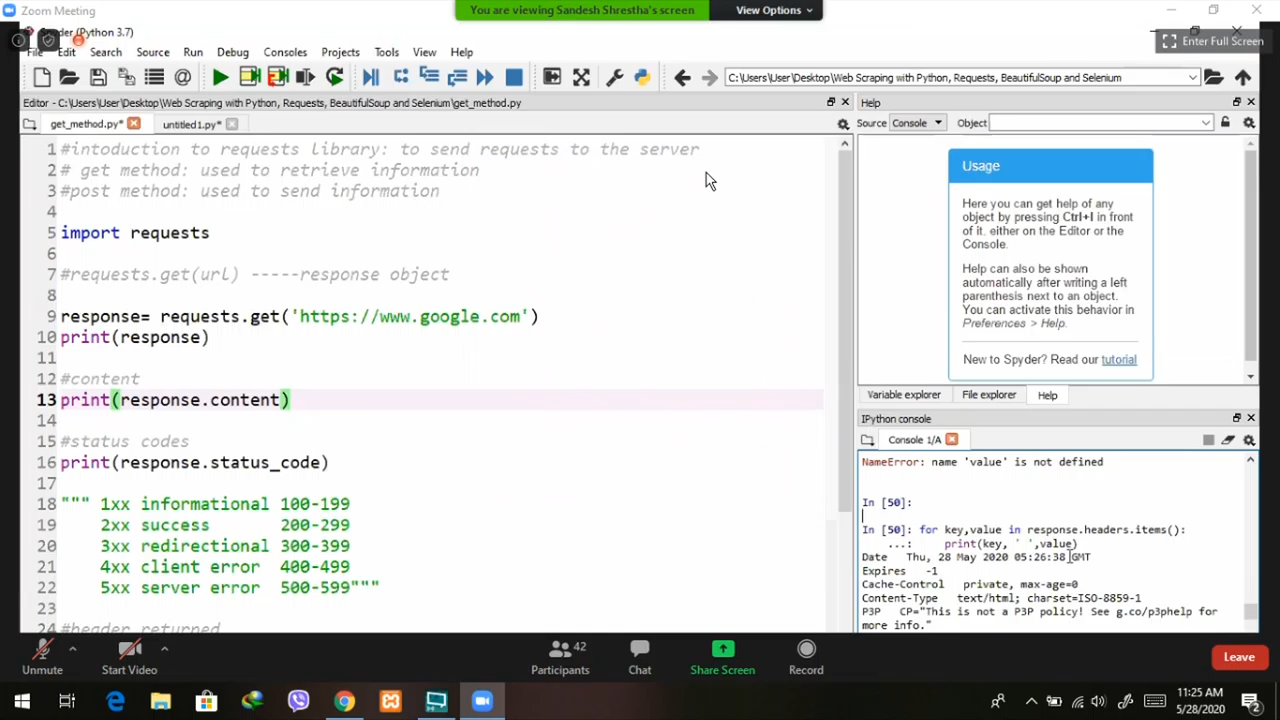 Zoom Meeting
You are viewing Sandesh Shrestha's screen
View Options
(Python 3.7)
Enter Full Screen
File Edit Search Source Run Debug Consoles Projects Tools View Help
C:\Users\User\Desktop\Web Scraping with Python, Requests, BeautifulSoup and Selenium
Editor - C:\Users\User\Desktop\Web Scraping with Python, Requests, BeautifulSoup and Selenium\get_method.py
Help
get_method.py*
untitled1.py*
Source Console Object
1 #intoduction to requests library: to send requests to the server
2 # get method: used to retrieve information
3 #post method: used to send information
4
5 import requests
6
7 #requests.get(url) -----response object
8
9 response= requests.get('https://www.google.com')
10 print(response)
11
12 #content
13 print(response.content)
14
15 #status codes
16 print(response.status_code)
17
18 """ 1xx informational 100-199
19 2xx success 200-299
20 3xx redirectional 300-399
21 4xx client error 400-499
22 5xx server error 500-599"""
23
24 #header returned
Usage
Here you can get help of any
object by pressing Ctrl+I in front
of it, either on the Editor or the
Console.
Help can also be shown
automatically after writing a left
parenthesis next to an object.
You can activate this behavior in
Preferences > Help.
New to Spyder? Read our tutorial
Variable explorer File explorer Help
IPython console
Console 1/A
NameError: name 'value' is not defined
In [50]:
In [50]: for key,value in response.headers.items():
...: print(key, ' ',value)
Date Thu, 28 May 2020 05:26:38 GMT
Expires -1
Cache-Control private, max-age=0
Content-Type text/html; charset=ISO-8859-1
P3P CP="This is not a P3P policy! See g.co/p3phelp for
more info."
Unmute
Start Video
42
Participants
Chat
Share Screen
Record
Leave
11:25 AM
5/28/2020
2